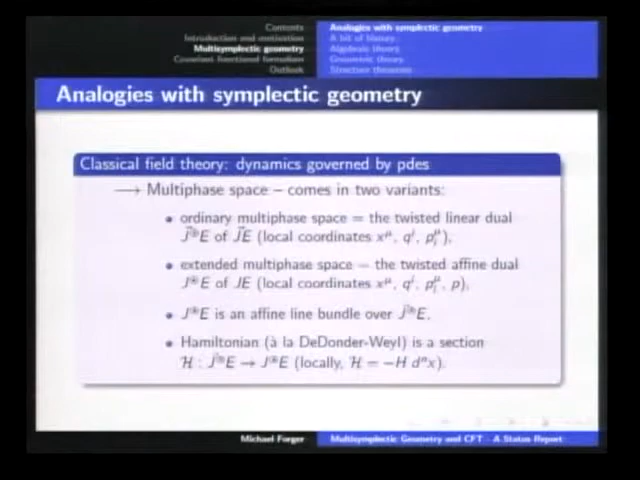 Contents
Introduction and motivation
Multisymplectic geometry
Covariant functional formalism
Outlook
Analogies with symplectic geometry
A bit of history
Algebraic theory
Geometric theory
Structure theorems
Analogies with symplectic geometry
Classical field theory: dynamics governed by pdes
⟶ Multiphase space – comes in two variants:
• ordinary multiphase space = the twisted linear dual
J⃗^⊛E of J⃗E (local coordinates x^μ, q^i, p_i^μ),
• extended multiphase space = the twisted affine dual
J^⊛E of JE (local coordinates x^μ, q^i, p_i^μ, p),
• J^⊛E is an affine line bundle over J⃗^⊛E.
• Hamiltonian (à la DeDonder-Weyl) is a section
ℋ : J⃗^⊛E → J^⊛E (locally, ℋ = −H d^n x).
Michael Forger
Multisymplectic Geometry and CFT - A Status Report